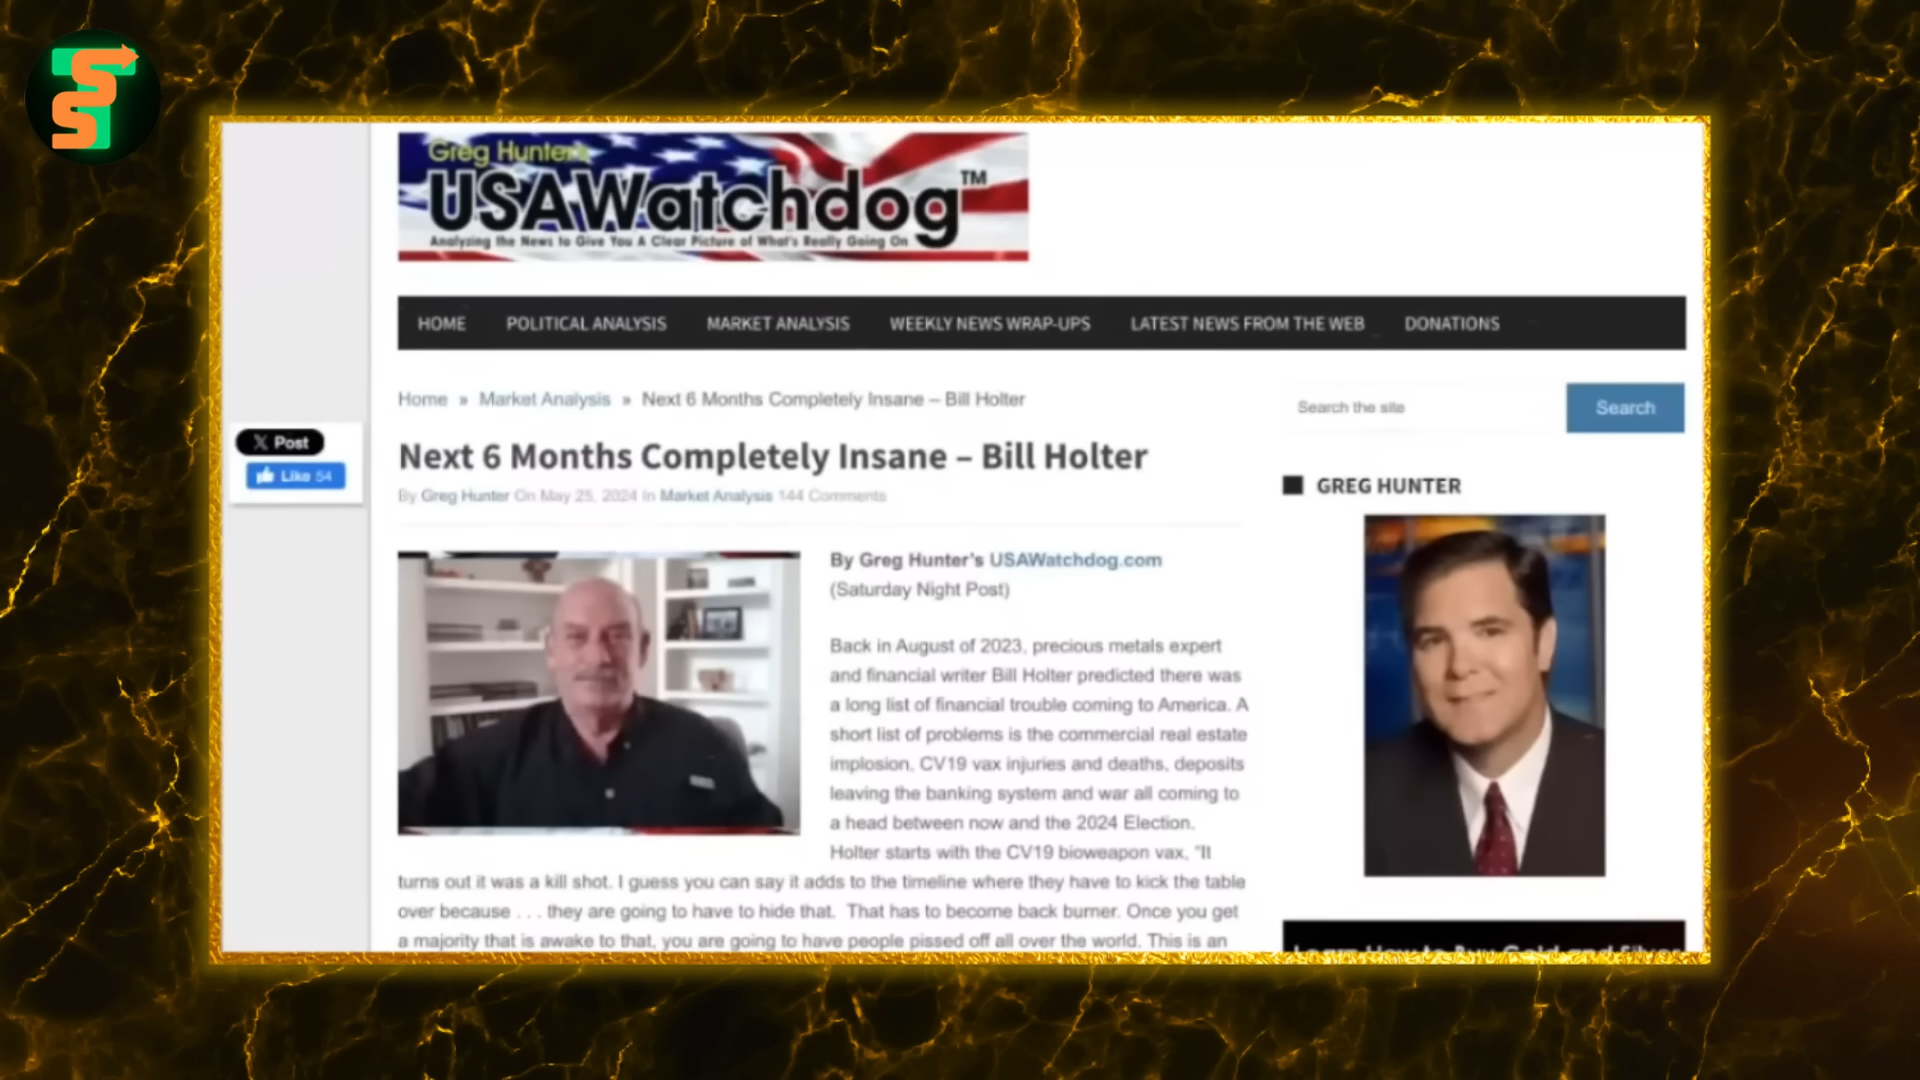 Greg Hunter's
USAWatchdog™
Analyzing the News to Give You A Clear Picture of What's Really Going On
HOME POLITICAL ANALYSIS MARKET ANALYSIS WEEKLY NEWS WRAP-UPS LATEST NEWS FROM THE WEB DONATIONS
Home » Market Analysis » Next 6 Months Completely Insane – Bill Holter
Search the site Search
X Post
Like 54
Next 6 Months Completely Insane – Bill Holter
By Greg Hunter On May 25, 2024 In Market Analysis 144 Comments
GREG HUNTER
By Greg Hunter's USAWatchdog.com
(Saturday Night Post)
Back in August of 2023, precious metals expert
and financial writer Bill Holter predicted there was
a long list of financial trouble coming to America. A
short list of problems is the commercial real estate
implosion, CV19 vax injuries and deaths, deposits
leaving the banking system and war all coming to
a head between now and the 2024 Election.
Holter starts with the CV19 bioweapon vax, "It
turns out it was a kill shot. I guess you can say it adds to the timeline where they have to kick the table
over because . . . they are going to have to hide that. That has to become back burner. Once you get
a majority that is awake to that, you are going to have people pissed off all over the world. This is an
Learn How to Buy Gold and Silver